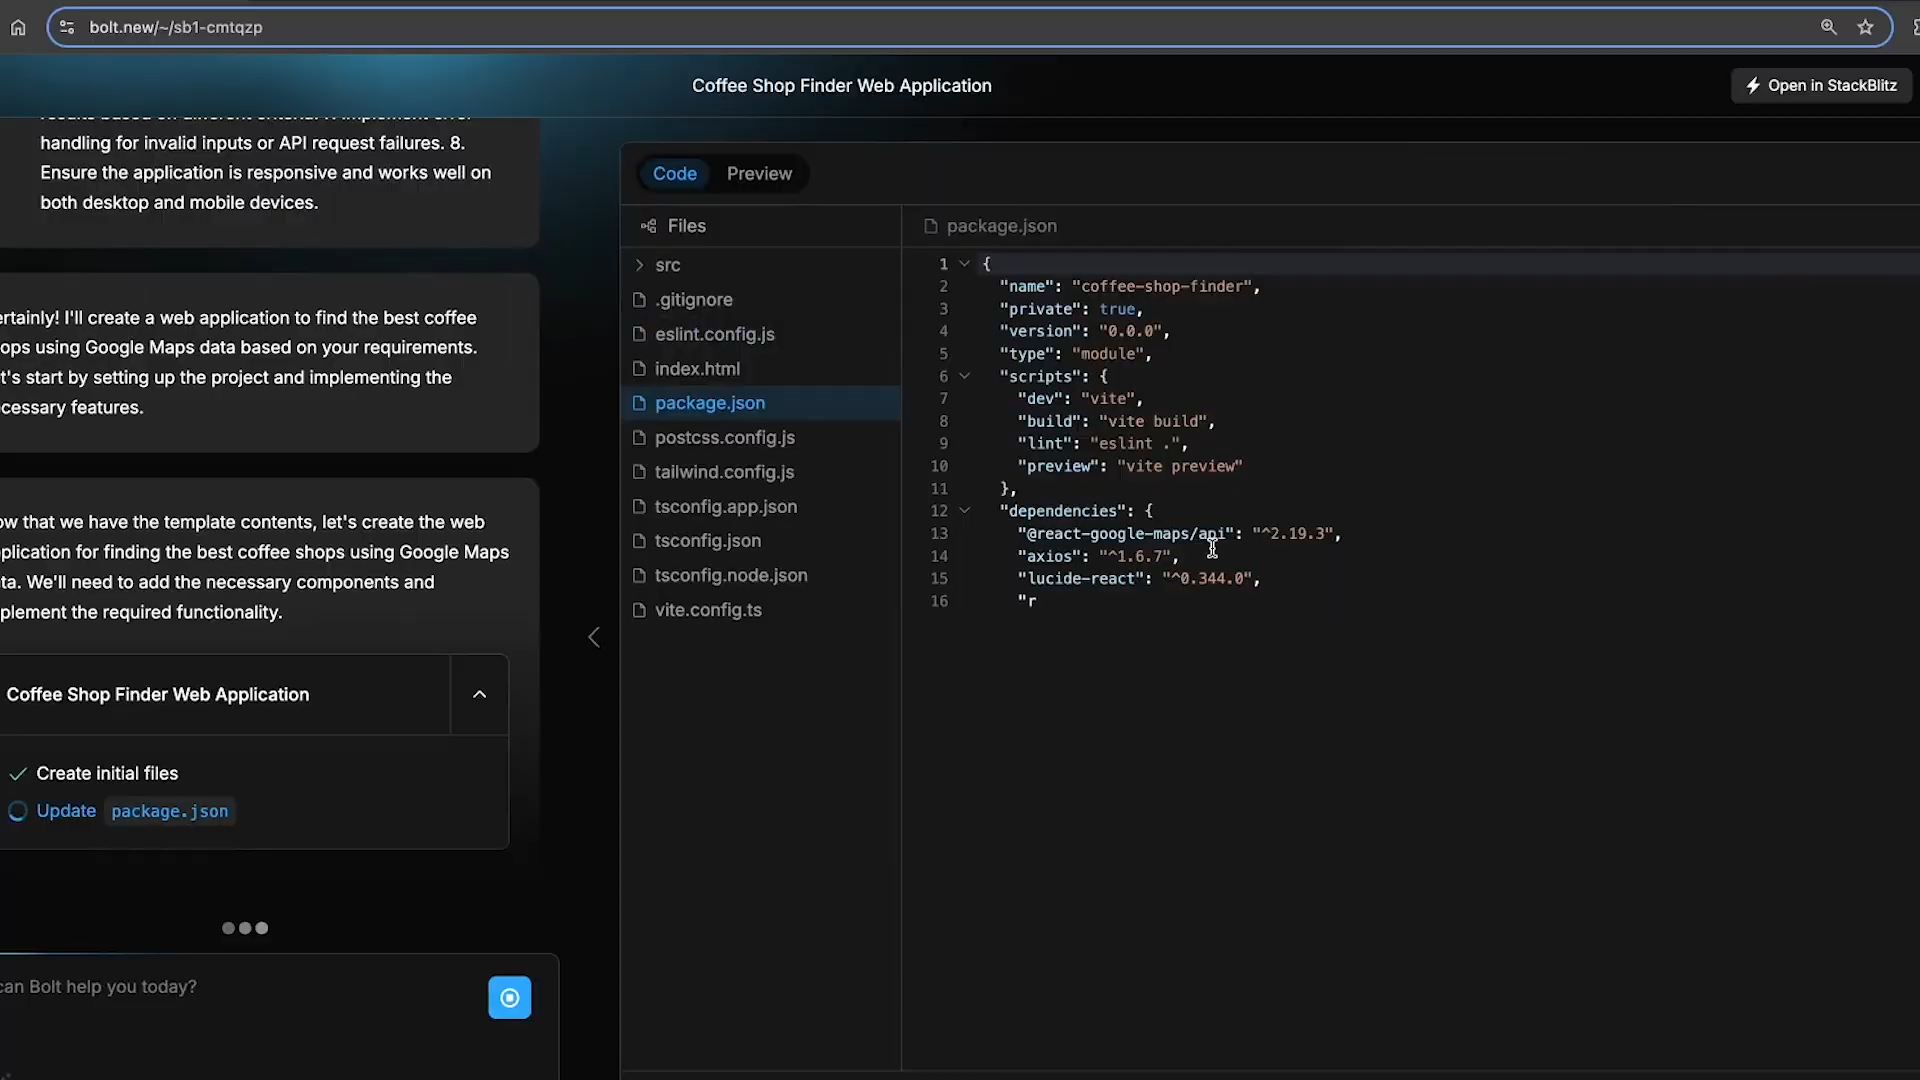 bolt.new/~/sb1-cmtqzp
Coffee Shop Finder Web Application
Open in StackBlitz
handling for invalid inputs or API request failures. 8.
Ensure the application is responsive and works well on
both desktop and mobile devices.
ertainly! I'll create a web application to find the best coffee
ops using Google Maps data based on your requirements.
t's start by setting up the project and implementing the
cessary features.
ow that we have the template contents, let's create the web
plication for finding the best coffee shops using Google Maps
ta. We'll need to add the necessary components and
plement the required functionality.
Coffee Shop Finder Web Application
Create initial files
Update package.json
can Bolt help you today?
Code Preview
Files
src
.gitignore
eslint.config.js
index.html
package.json
postcss.config.js
tailwind.config.js
tsconfig.app.json
tsconfig.json
tsconfig.node.json
vite.config.ts
package.json
1 {
2 "name": "coffee-shop-finder",
3 "private": true,
4 "version": "0.0.0",
5 "type": "module",
6 "scripts": {
7 "dev": "vite",
8 "build": "vite build",
9 "lint": "eslint .",
10 "preview": "vite preview"
11 },
12 "dependencies": {
13 "@react-google-maps/api": "^2.19.3",
14 "axios": "^1.6.7",
15 "lucide-react": "^0.344.0",
16 "r